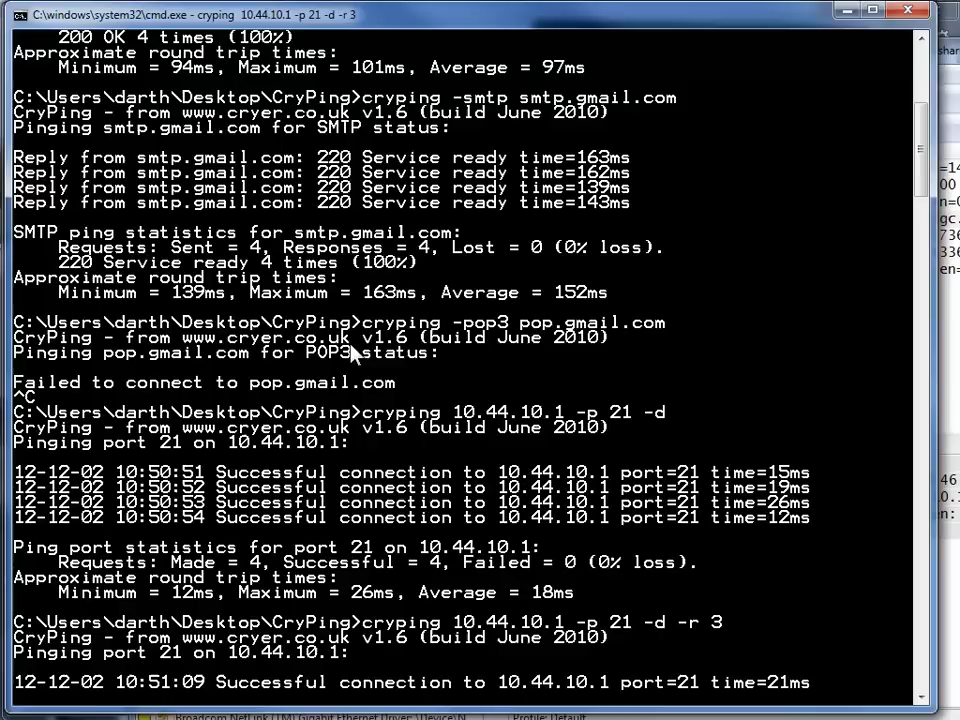 C:\windows\system32\cmd.exe - cryping  10.44.10.1 -p 21 -d -r 3
200 OK 4 times (100%)
Approximate round trip times:
Minimum = 94ms, Maximum = 101ms, Average = 97ms
C:\Users\darth\Desktop\CryPing>cryping -smtp smtp.gmail.com
CryPing - from www.cryer.co.uk v1.6 (build June 2010)
Pinging smtp.gmail.com for SMTP status:
Reply from smtp.gmail.com: 220 Service ready time=163ms
Reply from smtp.gmail.com: 220 Service ready time=162ms
Reply from smtp.gmail.com: 220 Service ready time=139ms
Reply from smtp.gmail.com: 220 Service ready time=143ms
SMTP ping statistics for smtp.gmail.com:
Requests: Sent = 4, Responses = 4, Lost = 0 (0% loss).
220 Service ready 4 times (100%)
Approximate round trip times:
Minimum = 139ms, Maximum = 163ms, Average = 152ms
C:\Users\darth\Desktop\CryPing>cryping -pop3 pop.gmail.com
CryPing - from www.cryer.co.uk v1.6 (build June 2010)
Pinging pop.gmail.com for POP3 status:
Failed to connect to pop.gmail.com
^C
C:\Users\darth\Desktop\CryPing>cryping 10.44.10.1 -p 21 -d
CryPing - from www.cryer.co.uk v1.6 (build June 2010)
Pinging port 21 on 10.44.10.1:
12-12-02 10:50:51 Successful connection to 10.44.10.1 port=21 time=15ms
12-12-02 10:50:52 Successful connection to 10.44.10.1 port=21 time=19ms
12-12-02 10:50:53 Successful connection to 10.44.10.1 port=21 time=26ms
12-12-02 10:50:54 Successful connection to 10.44.10.1 port=21 time=12ms
Ping port statistics for port 21 on 10.44.10.1:
Requests: Made = 4, Successful = 4, Failed = 0 (0% loss).
Approximate round trip times:
Minimum = 12ms, Maximum = 26ms, Average = 18ms
C:\Users\darth\Desktop\CryPing>cryping 10.44.10.1 -p 21 -d -r 3
CryPing - from www.cryer.co.uk v1.6 (build June 2010)
Pinging port 21 on 10.44.10.1:
12-12-02 10:51:09 Successful connection to 10.44.10.1 port=21 time=21ms